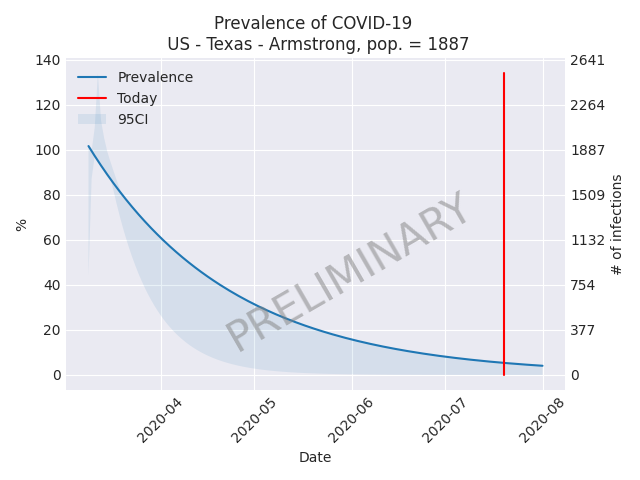 Prevalence of COVID-19
US - Texas - Armstrong, pop. = 1887
140
120
100
80
60
40
20
0
%
Prevalence
Today
95CI
PRELIMINARY
2641
2264
1887
1509
1132
754
377
0
# of infections
2020-04
2020-05
2020-06
2020-07
2020-08
Date